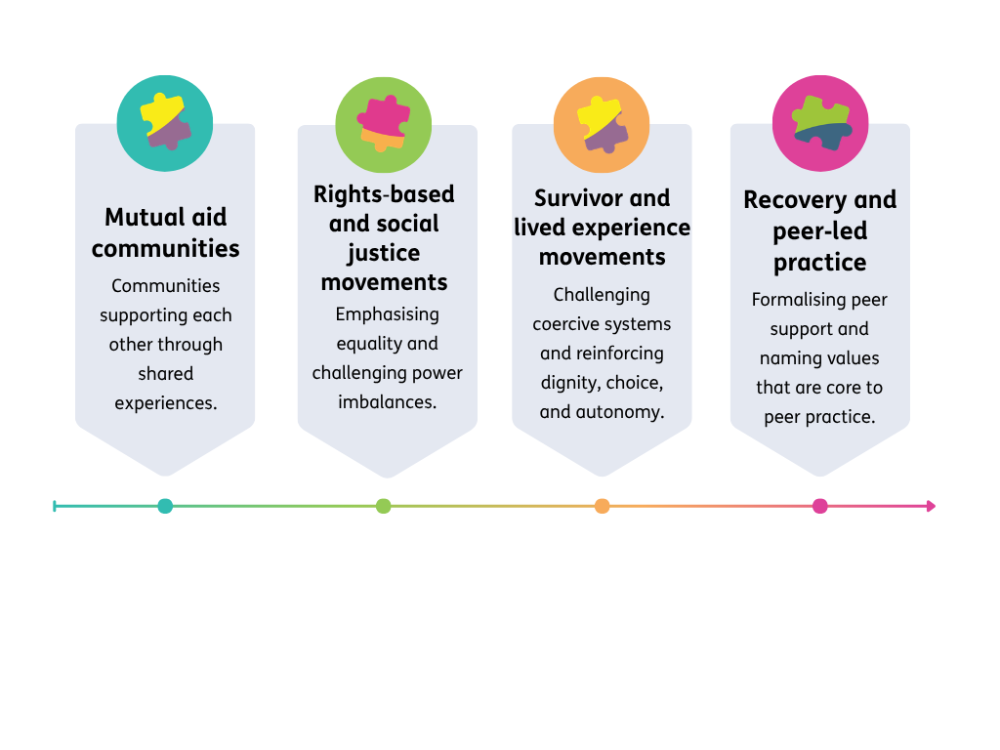 Mutual aid
communities
Communities
supporting each
other through
shared
experiences.
Rights-based
and social
justice
movements
Emphasising
equality and
challenging power
imbalances.
Survivor and
lived experience
movements
Challenging
coercive systems
and reinforcing
dignity, choice,
and autonomy.
Recovery and
peer-led
practice
Formalising peer
support and
naming values
that are core to
peer practice.